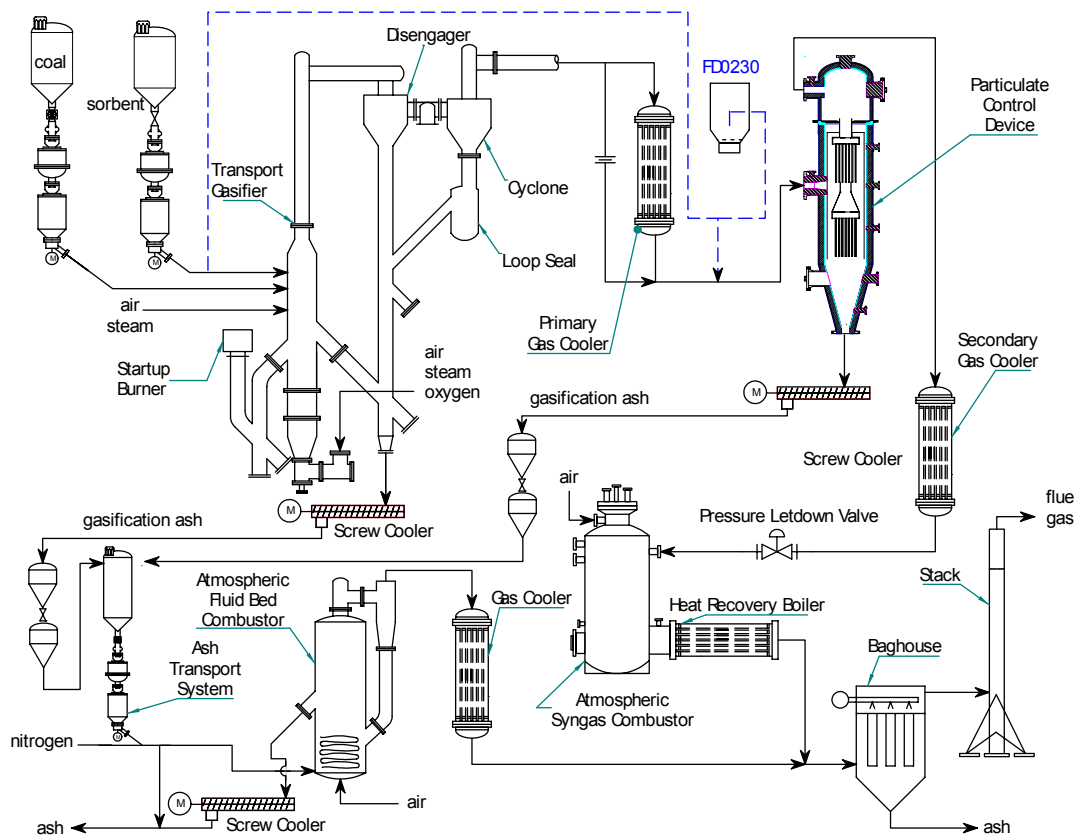 coal
sorbent
Disengager
FD0230
Particulate
Control
Device
Transport
Gasifier
Cyclone
Loop Seal
air
steam
Primary
Gas Cooler
Startup
Burner
air
steam
oxygen
Secondary
Gas Cooler
gasification ash
M
M
M
Screw Cooler
M
Screw Cooler
air
Pressure Letdown Valve
flue
gas
gasification ash
Stack
Atmospheric
Fluid Bed
Combustor
Gas Cooler
Heat Recovery Boiler
Baghouse
Ash
Transport
System
Atmospheric
Syngas Combustor
M
nitrogen
M
air
ash
Screw Cooler
ash